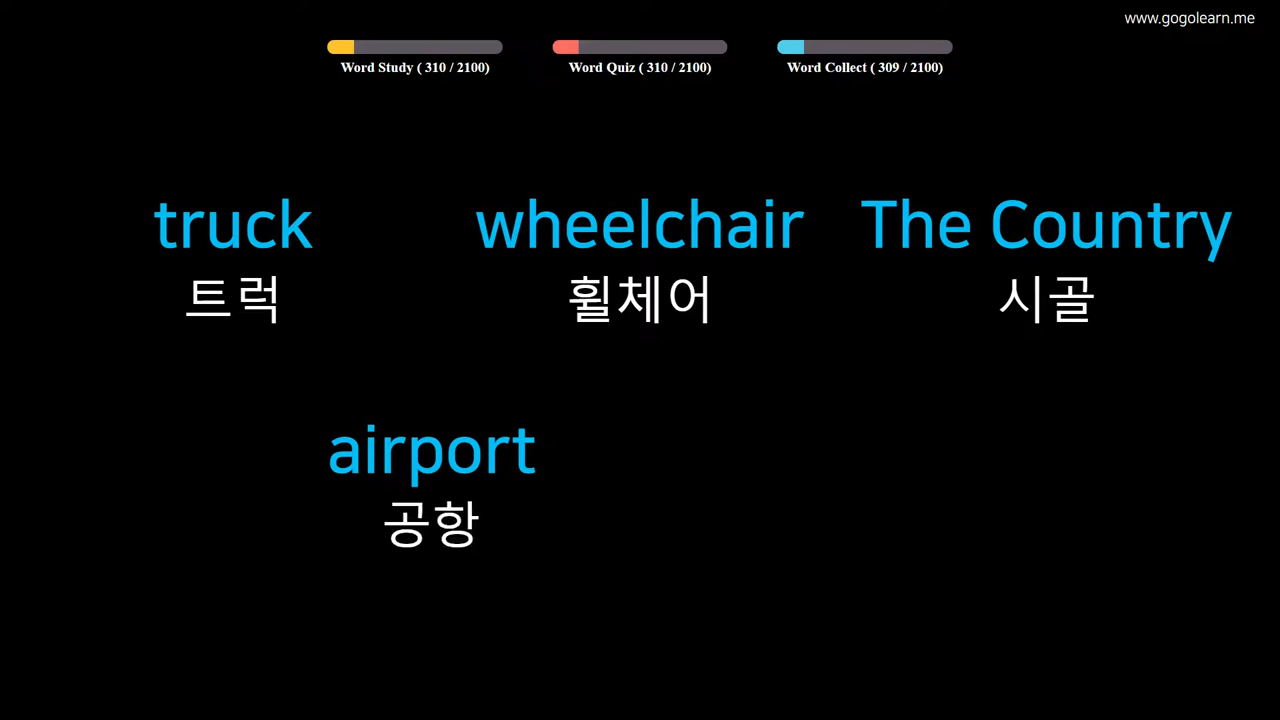 www.gogolearn.me
Word Study ( 310 / 2100) Word Quiz ( 310 / 2100) Word Collect ( 309 / 2100)
truck wheelchair The Country
트럭 휠체어 시골
airport
공항